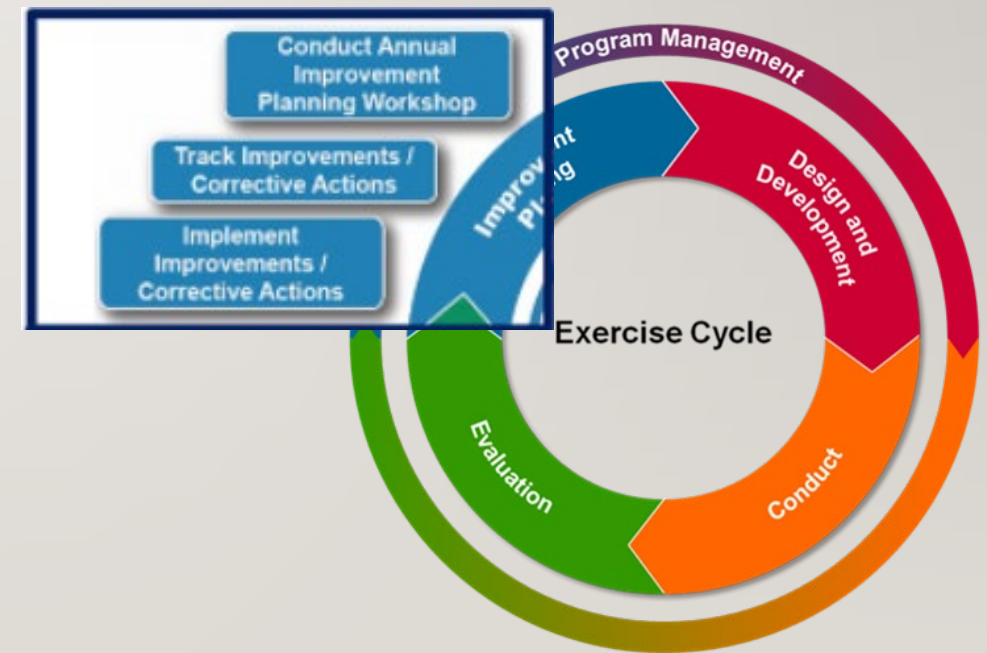 Conduct Annual
Improvement
Planning Workshop
Track Improvements /
Corrective Actions
Implement
Improvements /
Corrective Actions
Program Management
Design and
Development
Exercise Cycle
Evaluation
Conduct